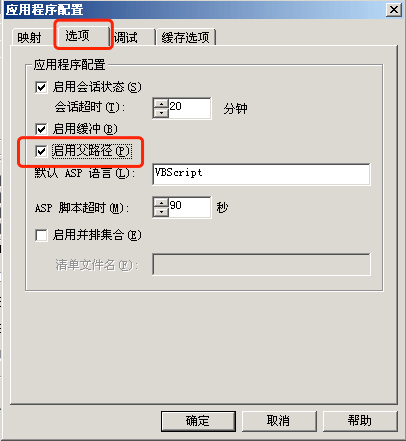 应用程序配置
映射 选项 调试 缓存选项
应用程序配置
启用会话状态(S)
会话超时(T): 20 分钟
启用缓冲(B)
启用父路径(P)
默认 ASP 语言(L): VBScript
ASP 脚本超时(M): 90 秒
启用并排集合(E)
清单文件名(F):
确定 取消 帮助